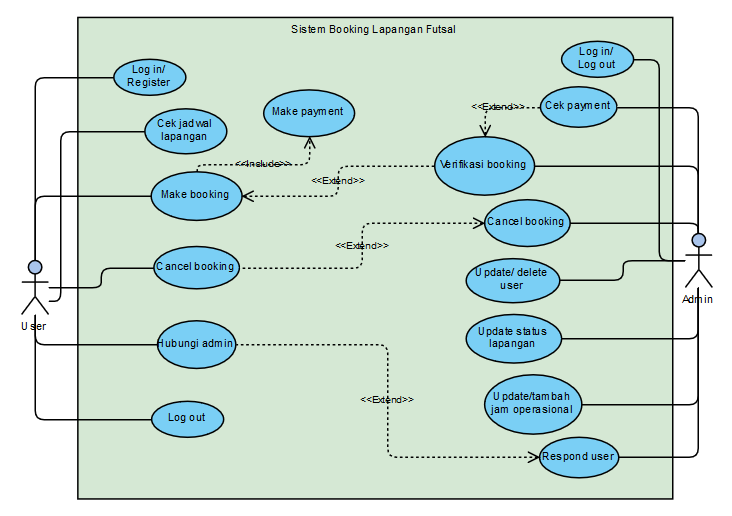 Sistem Booking Lapangan Futsal
Log in/
Register
Log in/
Log out
Make payment
<<Extend>>
Cek payment
Cek jadwal
lapangan
<<Include>>
Verifikasi booking
<<Extend>>
Make booking
Cancel booking
<<Extend>>
Cancel booking
Update/ delete
user
User
Admin
Hubungi admin
Update status
lapangan
Update/tambah
jam operasional
<<Extend>>
Log out
Respond user